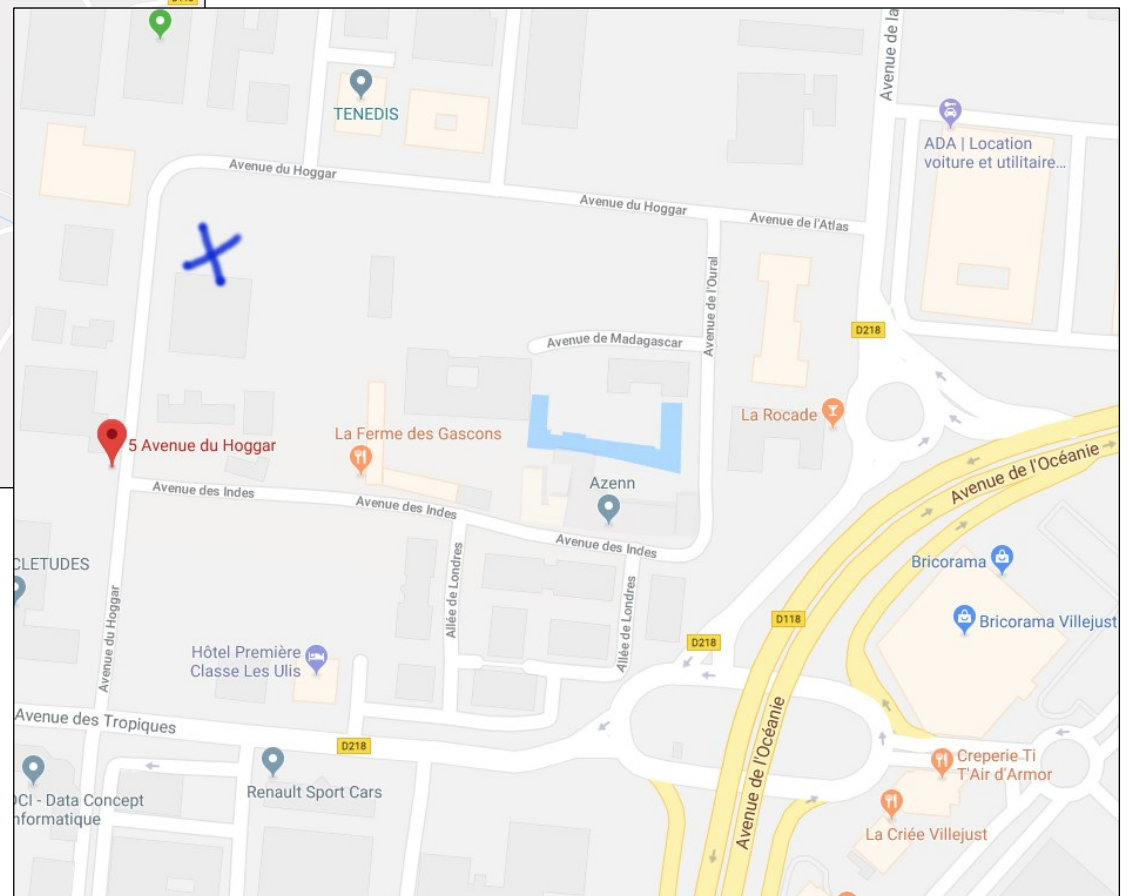 D118
TENEDIS
Avenue de la
ADA | Location
voiture et utilitaire...
Avenue du Hoggar
Avenue du Hoggar
Avenue de l'Atlas
Avenue de l'Oural
D218
Avenue de Madagascar
La Rocade
5 Avenue du Hoggar
La Ferme des Gascons
Avenue de l'Océanie
Avenue des Indes
Avenue des Indes
Azenn
Avenue des Indes
CLETUDES
Bricorama
Allée de Londres
Allée de Londres
Avenue du Hoggar
D118
Bricorama Villejust
D218
Hôtel Première
Classe Les Ulis
Avenue des Tropiques
D218
Avenue de l'Océanie
Creperie Ti
T'Air d'Armor
Renault Sport Cars
OCI - Data Concept
nformatique
La Criée Villejust